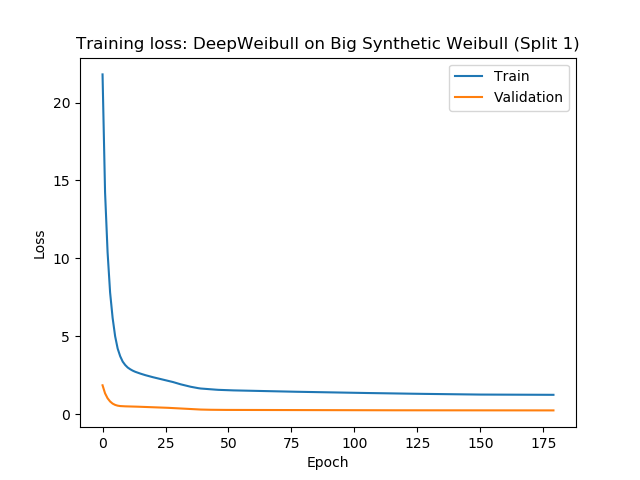 Training loss: DeepWeibull on Big Synthetic Weibull (Split 1)
Train
Validation
20
15
10
5
0
Loss
0 25 50 75 100 125 150 175
Epoch